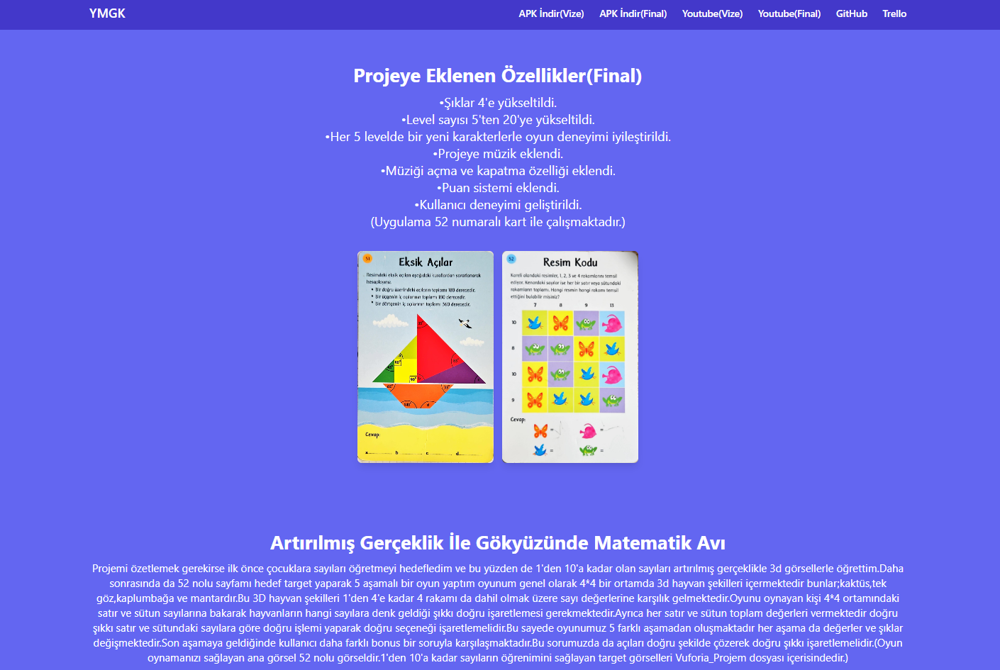 YMGK
APK İndir(Vize) APK İndir(Final) Youtube(Vize) Youtube(Final) GitHub Trello
Projeye Eklenen Özellikler(Final)
•Şıklar 4'e yükseltildi.
•Level sayısı 5'ten 20'ye yükseltildi.
•Her 5 levelde bir yeni karakterlerle oyun deneyimi iyileştirildi.
•Projeye müzik eklendi.
•Müziği açma ve kapatma özelliği eklendi.
•Puan sistemi eklendi.
•Kullanıcı deneyimi geliştirildi.
(Uygulama 52 numaralı kart ile çalışmaktadır.)
51
Eksik Açılar
Resimdeki eksik açıları aşağıdaki kurallardan yararlanarak
hesaplayınız.
• Bir doğru üzerindeki açıların toplamı 180 derecedir.
• Bir üçgenin iç açılarının toplamı 180 derecedir.
• Bir dörtgenin iç açılarının toplamı 360 derecedir.
90°
90° b
d
Cevap:
a............... b ............... c ............... d...............
52
Resim Kodu
Kareli alandaki resimler, 1, 2, 3 ve 4 rakamlarını temsil
ediyor. Kenardaki sayılar ise her bir satır veya sütundaki
rakamların toplamı. Hangi resmin hangi rakamı temsil
ettiğini bulabilir misiniz?
7 8 9 13
10
8
10
9
Cevap:
= =
= =
Artırılmış Gerçeklik İle Gökyüzünde Matematik Avı
Projemi özetlemek gerekirse ilk önce çocuklara sayıları öğretmeyi hedefledim ve bu yüzden de 1'den 10'a kadar olan sayıları artırılmış gerçeklikle 3d görsellerle öğrettim.Daha
sonrasında da 52 nolu sayfamı hedef target yaparak 5 aşamalı bir oyun yaptım oyunum genel olarak 4*4 bir ortamda 3d hayvan şekilleri içermektedir bunlar;kaktüs,tek
göz,kaplumbağa ve mantardır.Bu 3D hayvan şekilleri 1'den 4'e kadar 4 rakamı da dahil olmak üzere sayı değerlerine karşılık gelmektedir.Oyunu oynayan kişi 4*4 ortamındaki
satır ve sütun sayılarına bakarak hayvanların hangi sayılara denk geldiği şıkkı doğru işaretlemesi gerekmektedir.Ayrıca her satır ve sütun toplam değerleri vermektedir doğru
şıkkı satır ve sütundaki sayılara göre doğru işlemi yaparak doğru seçeneği işaretlemelidir.Bu sayede oyunumuz 5 farklı aşamadan oluşmaktadır her aşama da değerler ve şıklar
değişmektedir.Son aşamaya geldiğinde kullanıcı daha farklı bonus bir soruyla karşılaşmaktadır.Bu sorumuzda da açıları doğru şekilde çözerek doğru şıkkı işaretlemelidir.(Oyun
oynamanızı sağlayan ana görsel 52 nolu görseldir.1'den 10'a kadar sayıların öğrenimini sağlayan target görselleri Vuforia_Projem dosyası içerisindedir.)